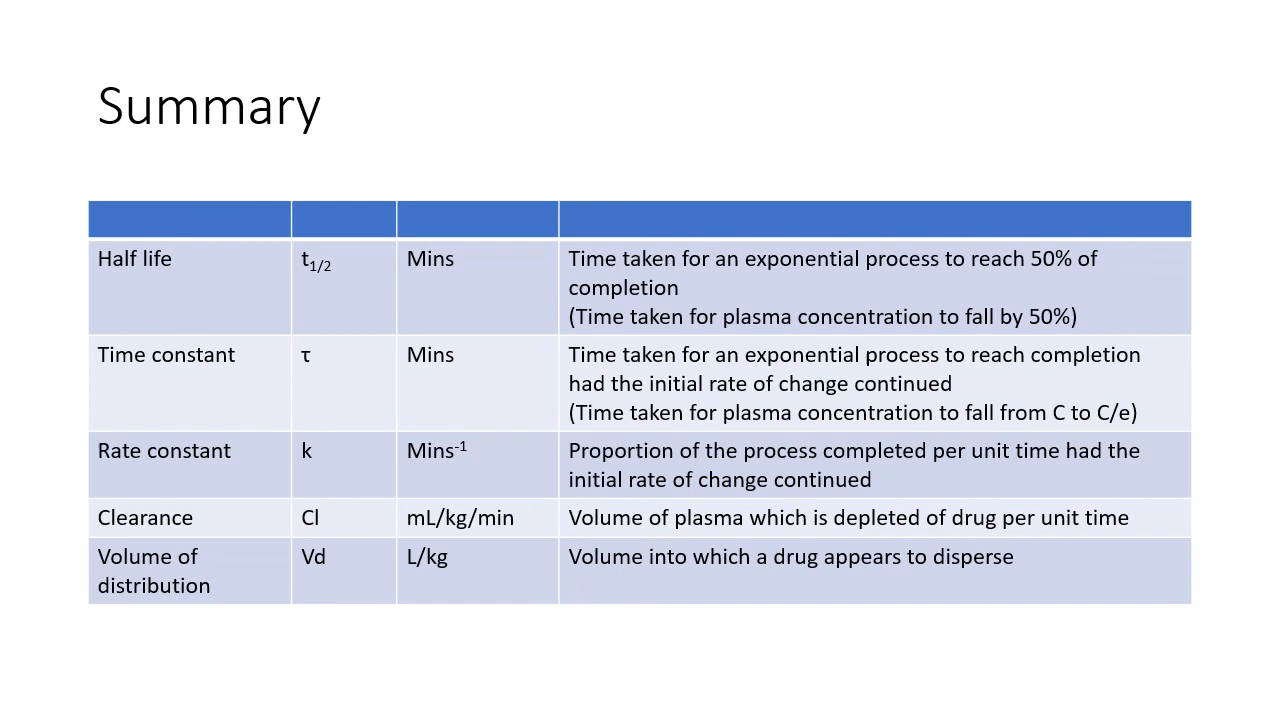 Summary
Half life t1/2 Mins Time taken for an exponential process to reach 50% of
completion
(Time taken for plasma concentration to fall by 50%)
Time constant τ Mins Time taken for an exponential process to reach completion
had the initial rate of change continued
(Time taken for plasma concentration to fall from C to C/e)
Rate constant k Mins-1 Proportion of the process completed per unit time had the
initial rate of change continued
Clearance Cl mL/kg/min Volume of plasma which is depleted of drug per unit time
Volume of Vd L/kg Volume into which a drug appears to disperse
distribution